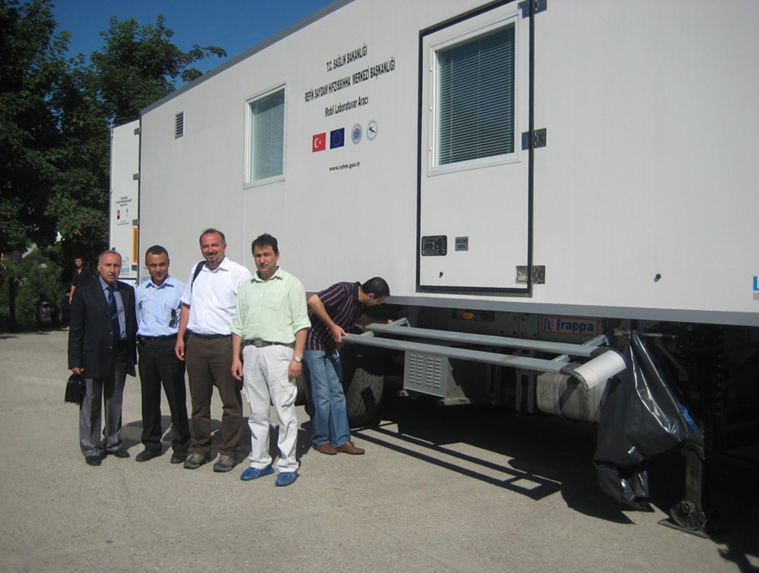 T.C. SAĞLIK BAKANLIĞI
REFİK SAYDAM HIFZISSIHHA MERKEZİ BAŞKANLIĞI
Mobil Laboratuvar Aracı
www.rshm.gov.tr
frappa